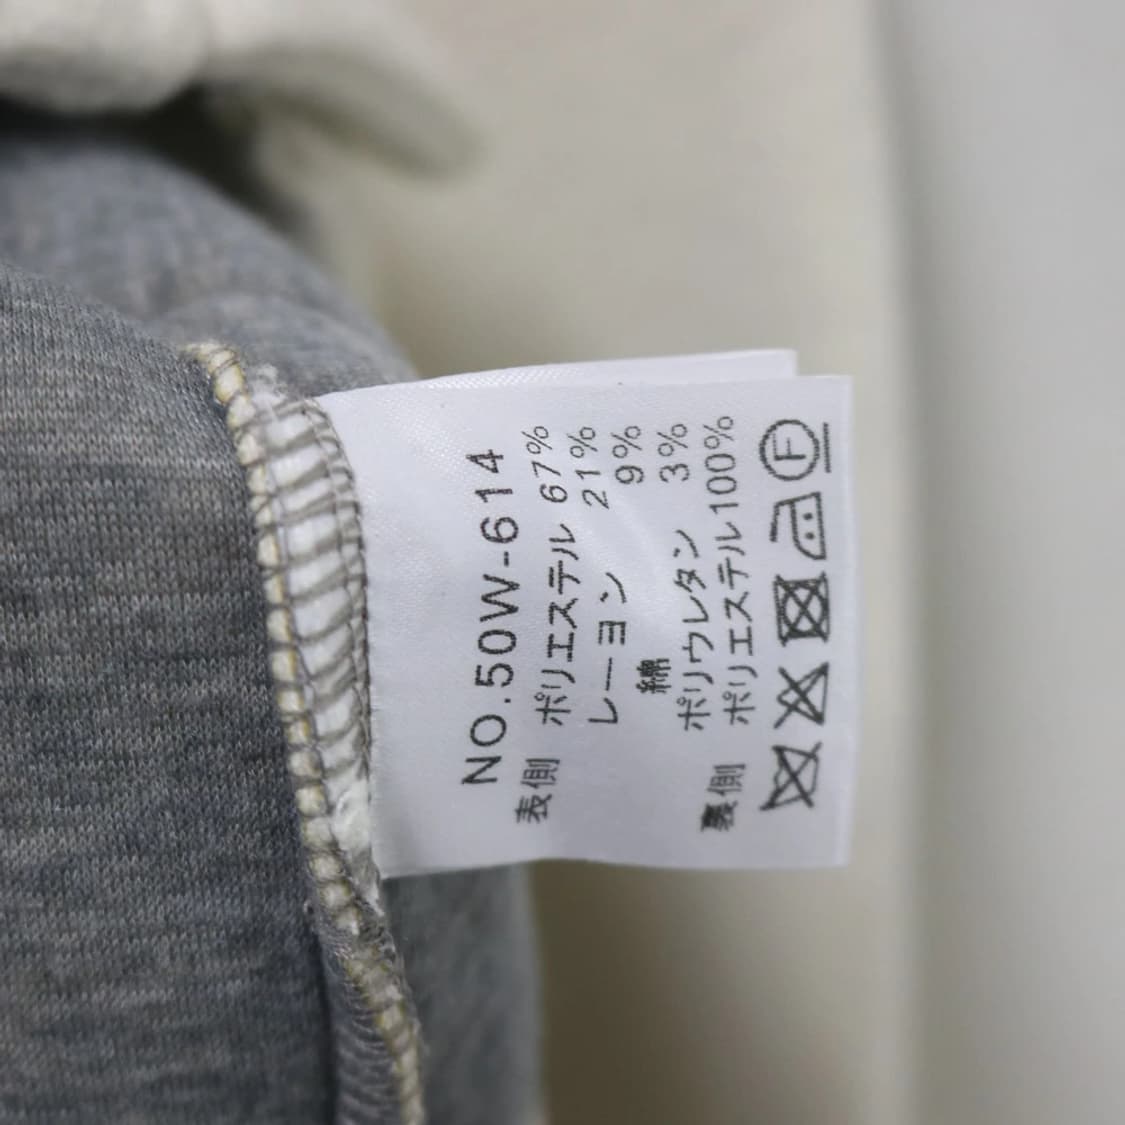 NO.50W-614
表側 ポリエステル 67%
レーヨン 21%
綿 9%
ポリウレタン 3%
裏側 ポリエステル100%
F